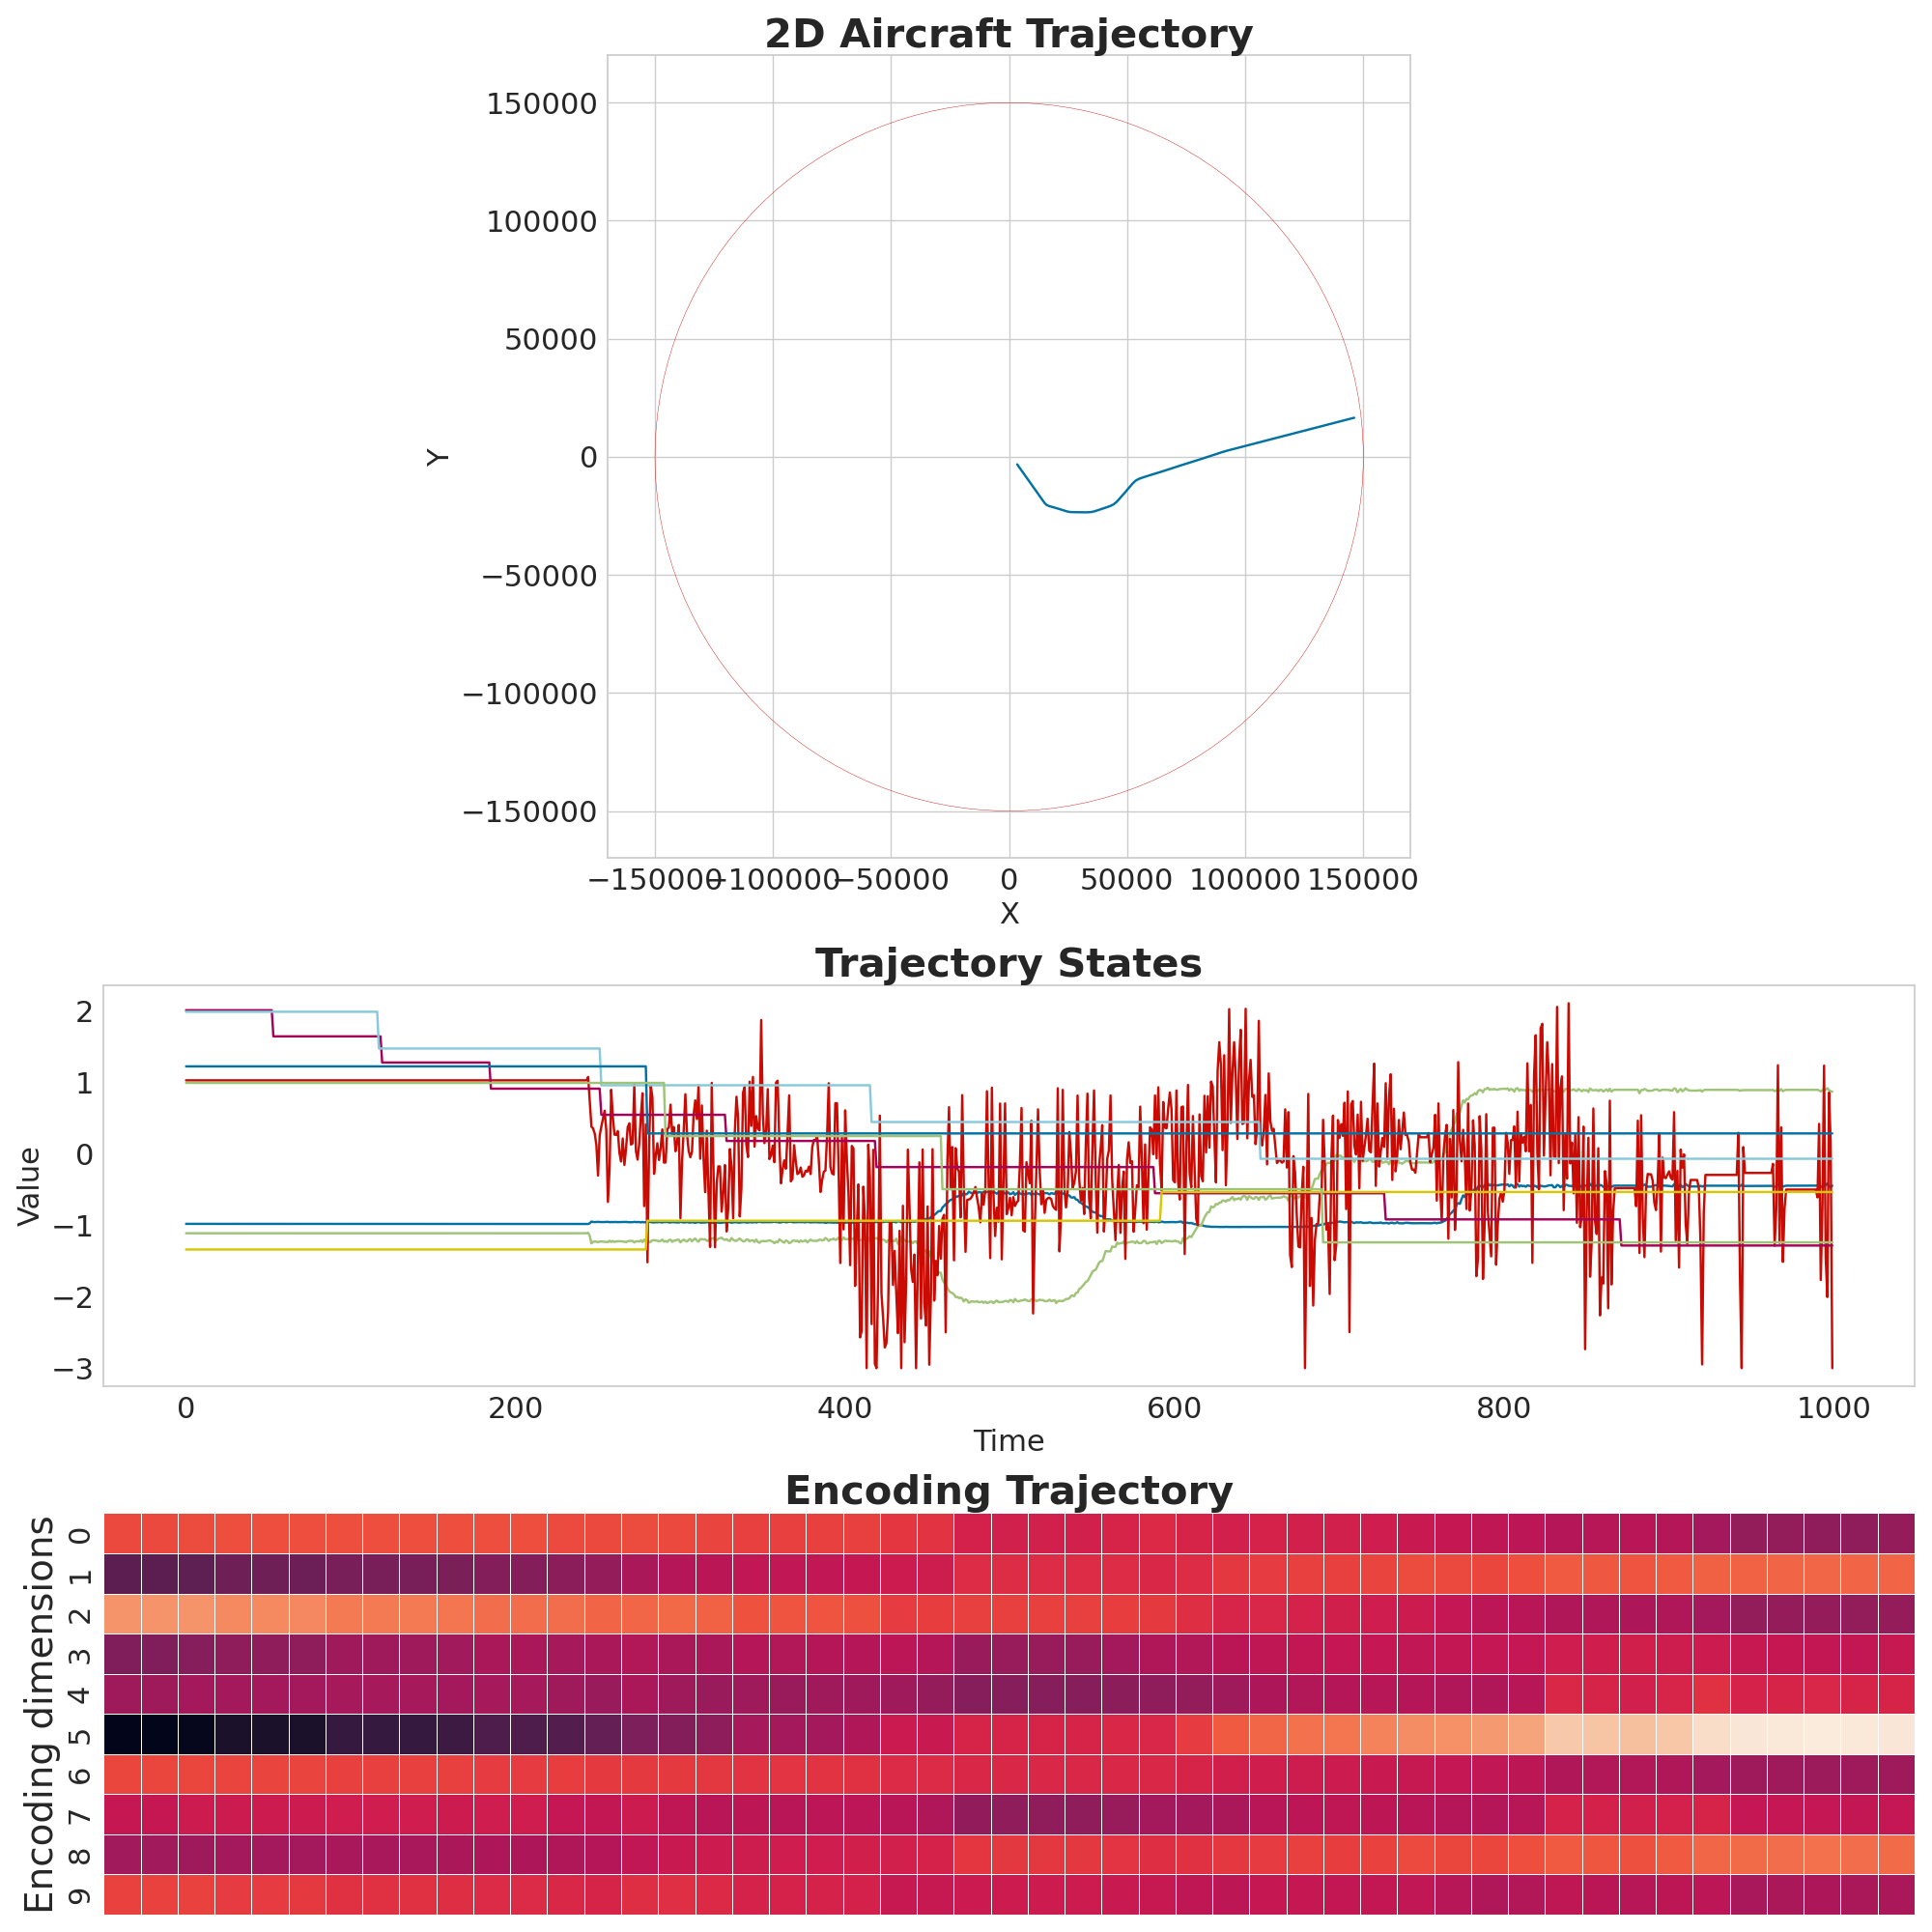 2D Aircraft Trajectory
150000
100000
50000
0
−50000
−100000
−150000
Y
−150000 −100000 −50000 0 50000 100000 150000
X
Trajectory States
2
1
0
−1
−2
−3
Value
0 200 400 600 800 1000
Time
Encoding Trajectory
Encoding dimensions
0
1
2
3
4
5
6
7
8
9